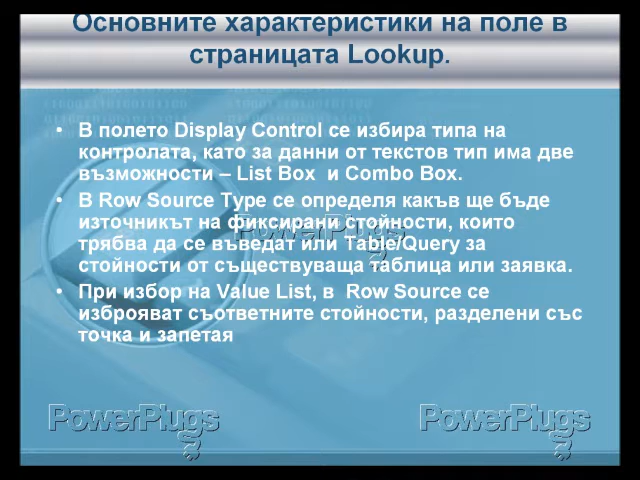 Основните характеристики на поле в
страницата Lookup.
• В полето Display Control се избира типа на
контролата, като за данни от текстов тип има две
възможности – List Box и Combo Box.
• В Row Source Type се определя какъв ще бъде
източникът на фиксирани стойности, които
трябва да се въведат или Table/Query за
стойности от съществуваща таблица или заявка.
• При избор на Value List, в Row Source се
изброяват съответните стойности, разделени със
точка и запетая
PowerPlugs
PowerPlugs PowerPlugs